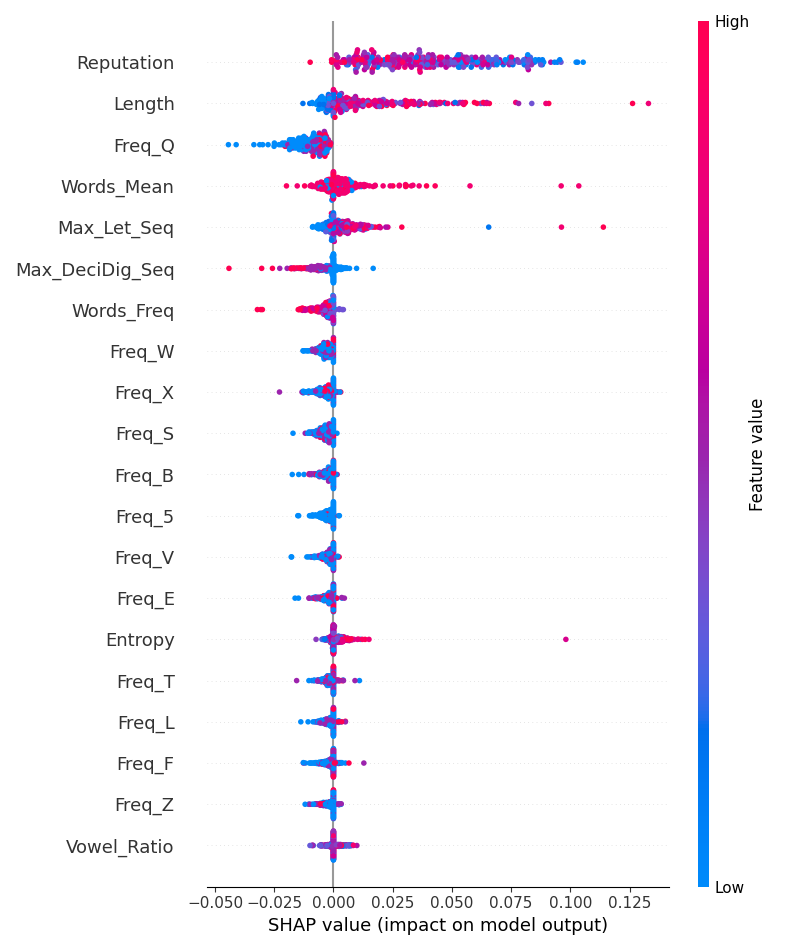 High
Reputation
Length
Freq_Q
Words_Mean
Max_Let_Seq
Max_DeciDig_Seq
Words_Freq
Freq_W
Freq_X
Freq_S
Freq_B
Freq_5
Freq_V
Freq_E
Entropy
Freq_T
Freq_L
Freq_F
Freq_Z
Vowel_Ratio
Feature value
Low
−0.050 −0.025 0.000 0.025 0.050 0.075 0.100 0.125
SHAP value (impact on model output)